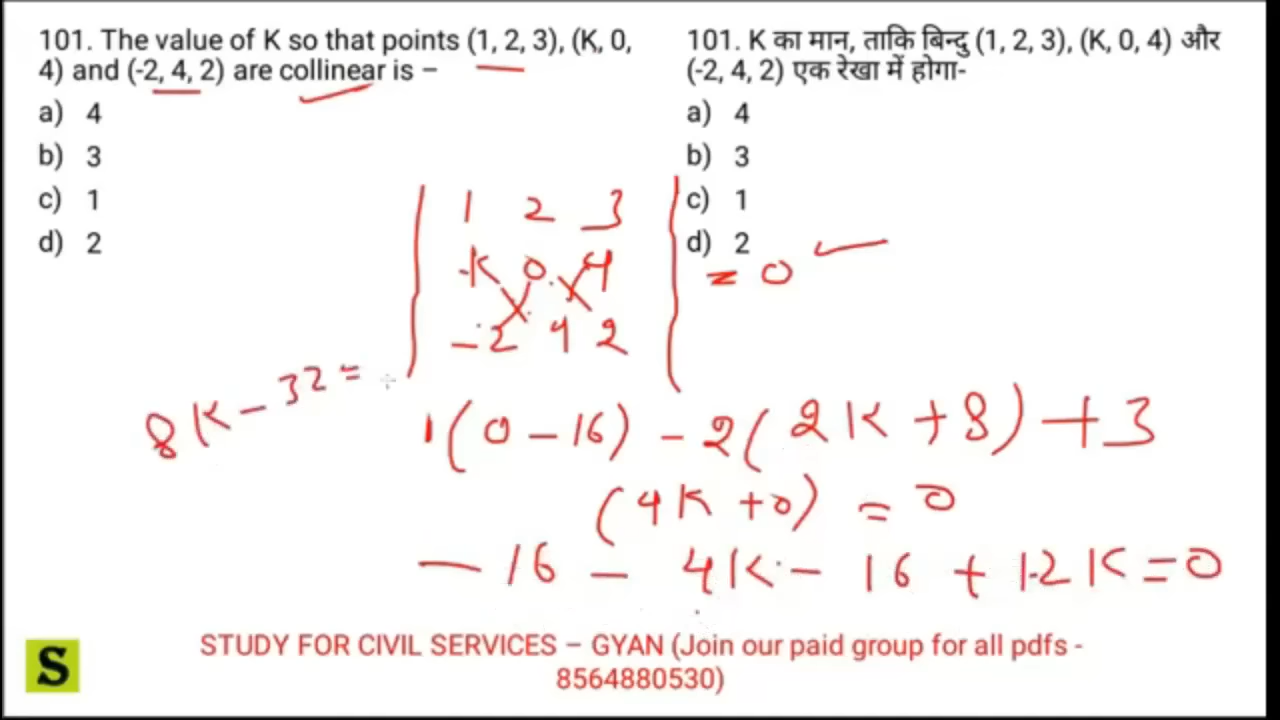 101. The value of K so that points (1, 2, 3), (K, 0,
4) and (-2, 4, 2) are collinear is –
a) 4
b) 3
c) 1
d) 2
101. K का मान, ताकि बिन्दु (1, 2, 3), (K, 0, 4) और
(-2, 4, 2) एक रेखा में होगा-
a) 4
b) 3
c) 1
d) 2
1 2 3
K 0 4
-2 4 2
= 0
8K - 32 =
1(0 - 16) - 2(2K + 8) + 3
(4K + 0) = 0
- 16 - 4K - 16 + 12K = 0
S
STUDY FOR CIVIL SERVICES – GYAN (Join our paid group for all pdfs -
8564880530)